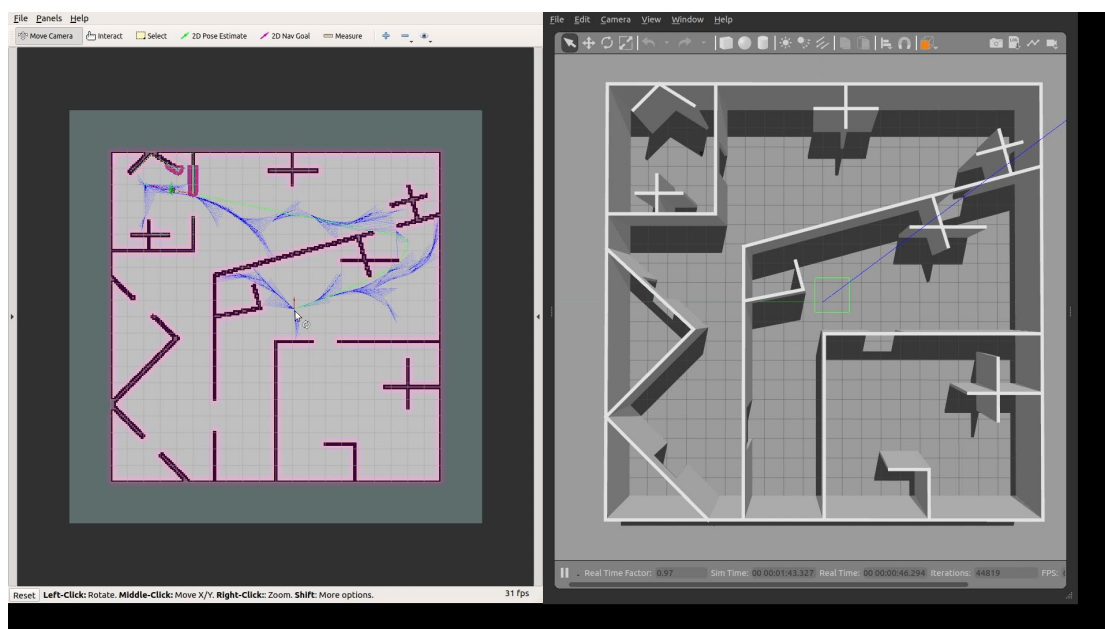 File Panels Help
Move Camera Interact Select 2D Pose Estimate 2D Nav Goal Measure
Reset Left-Click: Rotate. Middle-Click: Move X/Y. Right-Click:: Zoom. Shift: More options. 31 fps
File Edit Camera View Window Help
Real Time Factor: 0.97 Sim Time: 00 00:01:43.327 Real Time: 00 00:00:46.294 Iterations: 44819 FPS: